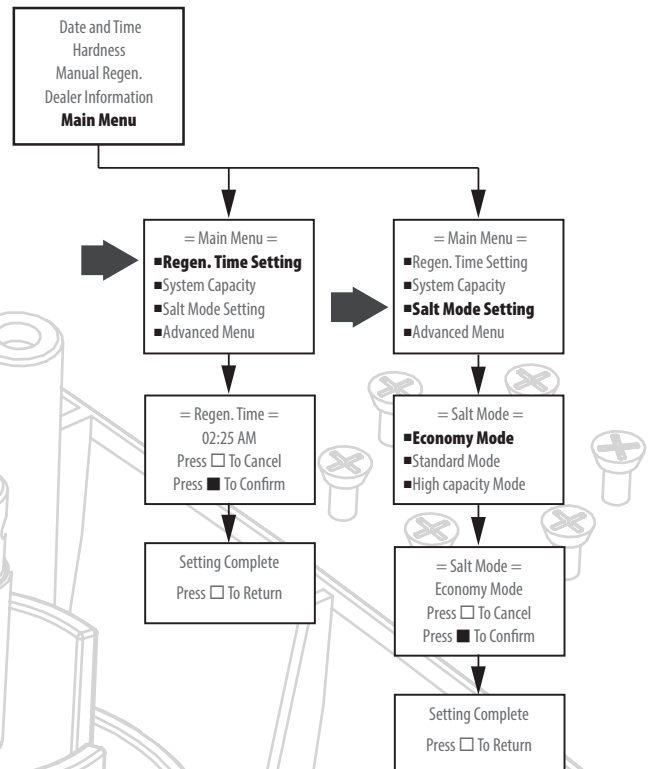 Date and Time
Hardness
Manual Regen.
Dealer Information
Main Menu
= Main Menu =
■Regen. Time Setting
■System Capacity
■Salt Mode Setting
■Advanced Menu
= Regen. Time =
02:25 AM
Press □ To Cancel
Press ■ To Confirm
Setting Complete
Press □ To Return
= Main Menu =
■Regen. Time Setting
■System Capacity
■Salt Mode Setting
■Advanced Menu
= Salt Mode =
■Economy Mode
■Standard Mode
■High capacity Mode
= Salt Mode =
Economy Mode
Press □ To Cancel
Press ■ To Confirm
Setting Complete
Press □ To Return